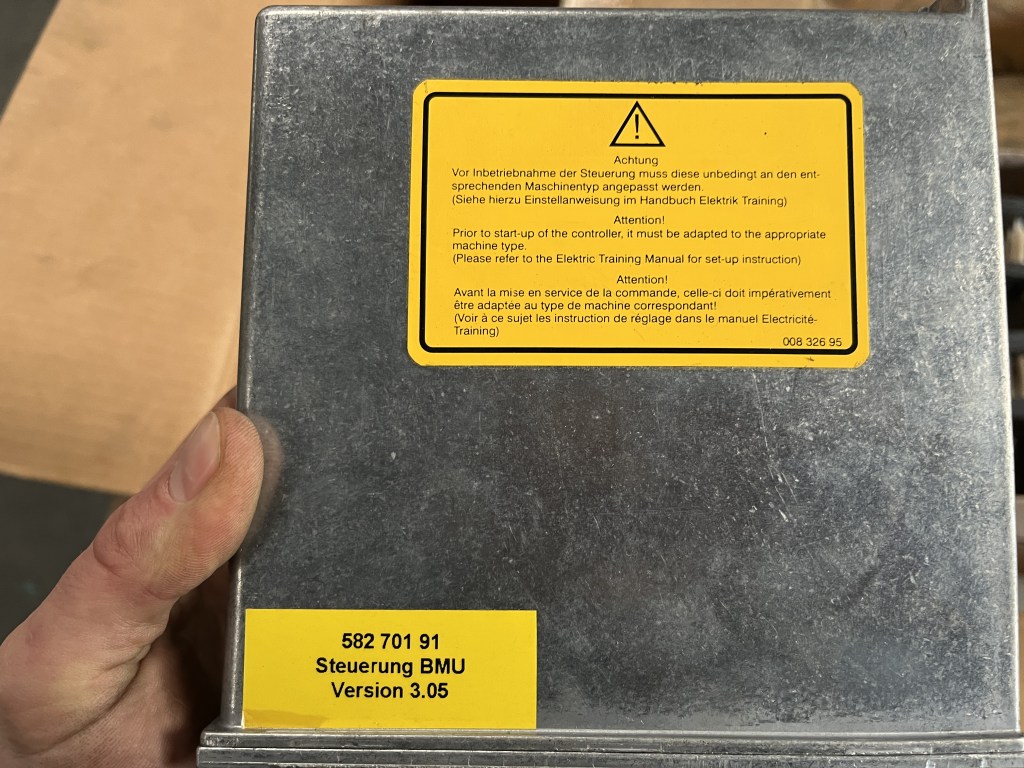 !
Achtung
Vor Inbetriebnahme der Steuerung muss diese unbedingt an den ent-
sprechenden Maschinentyp angepasst werden.
(Siehe hierzu Einstellanweisung im Handbuch Elektrik Training)
Attention!
Prior to start-up of the controller, it must be adapted to the appropriate
machine type.
(Please refer to the Elektric Training Manual for set-up instruction)
Attention!
Avant la mise en service de la commande, celle-ci doit impérativement
être adaptée au type de machine correspondant!
(Voir à ce sujet les instruction de réglage dans le manuel Electricité-
Training)
008 326 95
582 701 91
Steuerung BMU
Version 3.05